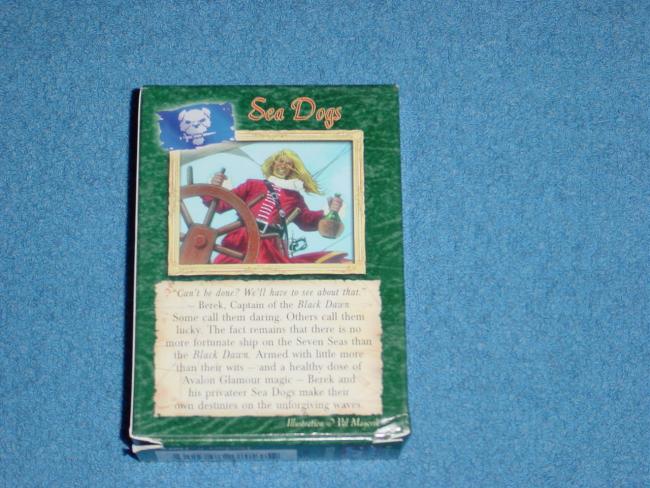 Sea Dogs
"Can't be done? We'll have to see about that."
– Berek, Captain of the Black Dawn
Some call them daring. Others call them
lucky. The fact remains that there is no
more fortunate ship on the Seven Seas than
the Black Dawn. Armed with little more
than their wits – and a healthy dose of
Avalon Glamour magic – Berek and
his privateer Sea Dogs make their
own destinies on the unforgiving waves.
Illustration © Val